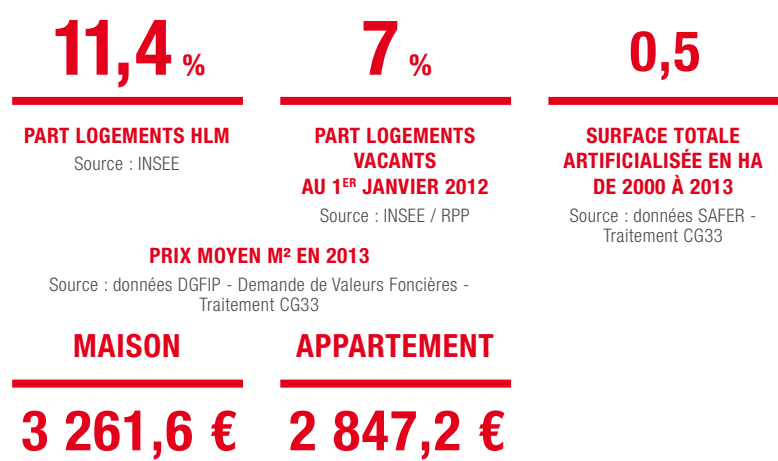 11,4 %
PART LOGEMENTS HLM
Source : INSEE
7 %
PART LOGEMENTS
VACANTS
AU 1ER JANVIER 2012
Source : INSEE / RPP
0,5
SURFACE TOTALE
ARTIFICIALISÉE EN HA
DE 2000 À 2013
Source : données SAFER -
Traitement CG33
PRIX MOYEN M² EN 2013
Source : données DGFIP - Demande de Valeurs Foncières -
Traitement CG33
MAISON
3 261,6 €
APPARTEMENT
2 847,2 €